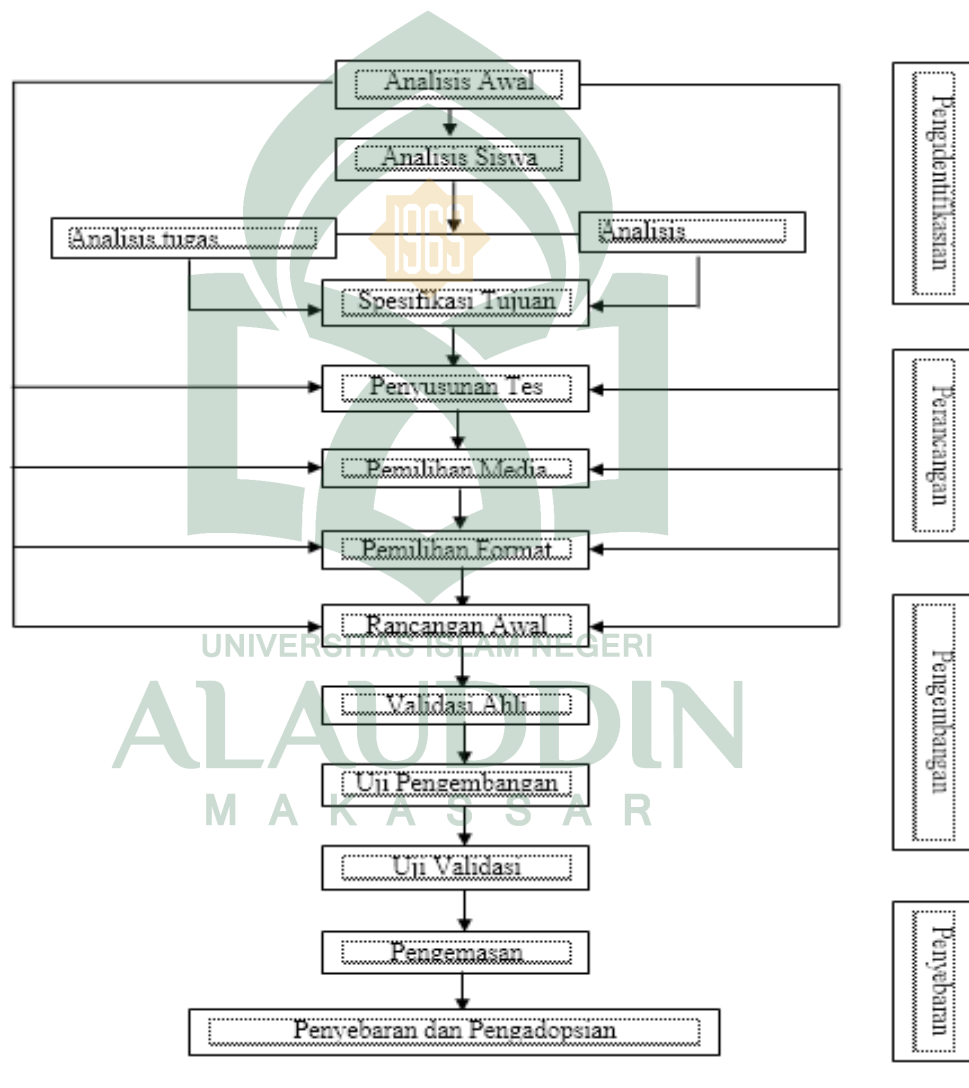 Analisis Awal
Analisis Siswa
Analisis tugas
Analisis
Spesifikasi Tujuan
Penyusunan Tes
Pemilihan Media
Pemilihan Format
Rancangan Awal
Validasi Ahli
Uji Pengembangan
Uji Validasi
Pengemasan
Penyebaran dan Pengadopsian
Pengidentifikasian
Perancangan
Pengembangan
Penyebaran
1965
UNIVERSITAS ISLAM NEGERI
ALAUDDIN
MAKASSAR